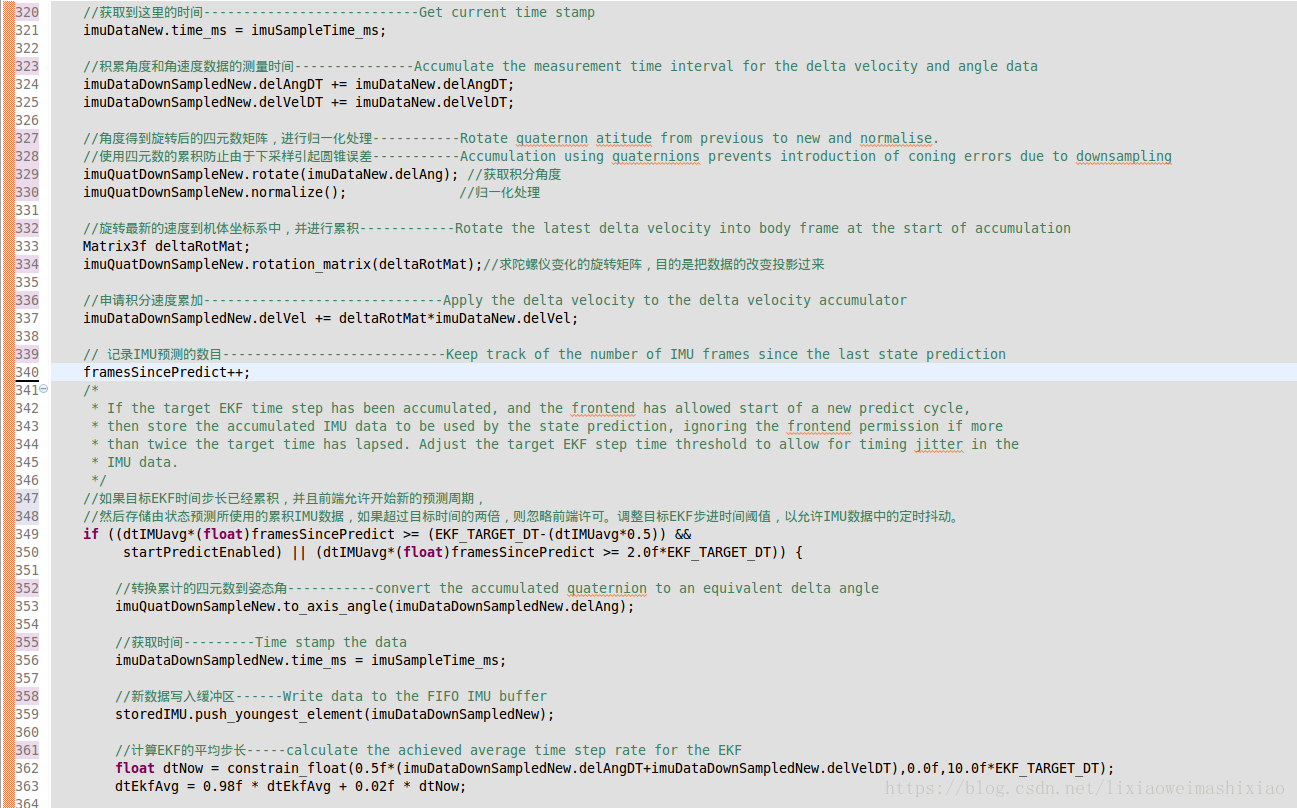 320 //获取到这里的时间---------------------------Get current time stamp
321 imuDataNew.time_ms = imuSampleTime_ms;
322
323 //积累角度和角速度数据的测量时间---------------Accumulate the measurement time interval for the delta velocity and angle data
324 imuDataDownSampledNew.delAngDT += imuDataNew.delAngDT;
325 imuDataDownSampledNew.delVelDT += imuDataNew.delVelDT;
326
327 //角度得到旋转后的四元数矩阵，进行归一化处理-----------Rotate quaternon atitude from previous to new and normalise.
328 //使用四元数的累积防止由于下采样引起圆锥误差-----------Accumulation using quaternions prevents introduction of coning errors due to downsampling
329 imuQuatDownSampleNew.rotate(imuDataNew.delAng); //获取积分角度
330 imuQuatDownSampleNew.normalize(); //归一化处理
331
332 //旋转最新的速度到机体坐标系中，并进行累积------------Rotate the latest delta velocity into body frame at the start of accumulation
333 Matrix3f deltaRotMat;
334 imuQuatDownSampleNew.rotation_matrix(deltaRotMat);//求陀螺仪变化的旋转矩阵，目的是把数据的改变投影过来
335
336 //申请积分速度累加------------------------------Apply the delta velocity to the delta velocity accumulator
337 imuDataDownSampledNew.delVel += deltaRotMat*imuDataNew.delVel;
338
339 // 记录IMU预测的数目----------------------------Keep track of the number of IMU frames since the last state prediction
340 framesSincePredict++;
341 /*
342 * If the target EKF time step has been accumulated, and the frontend has allowed start of a new predict cycle,
343 * then store the accumulated IMU data to be used by the state prediction, ignoring the frontend permission if more
344 * than twice the target time has lapsed. Adjust the target EKF step time threshold to allow for timing jitter in the
345 * IMU data.
346 */
347 //如果目标EKF时间步长已经累积，并且前端允许开始新的预测周期，
348 //然后存储由状态预测所使用的累积IMU数据，如果超过目标时间的两倍，则忽略前端许可。调整目标EKF步进时间阈值，以允许IMU数据中的定时抖动。
349 if ((dtIMUavg*(float)framesSincePredict >= (EKF_TARGET_DT-(dtIMUavg*0.5)) &&
350 startPredictEnabled) || (dtIMUavg*(float)framesSincePredict >= 2.0f*EKF_TARGET_DT)) {
351
352 //转换累计的四元数到姿态角-----------convert the accumulated quaternion to an equivalent delta angle
353 imuQuatDownSampleNew.to_axis_angle(imuDataDownSampledNew.delAng);
354
355 //获取时间---------Time stamp the data
356 imuDataDownSampledNew.time_ms = imuSampleTime_ms;
357
358 //新数据写入缓冲区------Write data to the FIFO IMU buffer
359 storedIMU.push_youngest_element(imuDataDownSampledNew);
360
361 //计算EKF的平均步长-----calculate the achieved average time step rate for the EKF
362 float dtNow = constrain_float(0.5f*(imuDataDownSampledNew.delAngDT+imuDataDownSampledNew.delVelDT),0.0f,10.0f*EKF_TARGET_DT);
363 dtEkfAvg = 0.98f * dtEkfAvg + 0.02f * dtNow;
364
https://blog.csdn.net/lixiaoweimashixiao